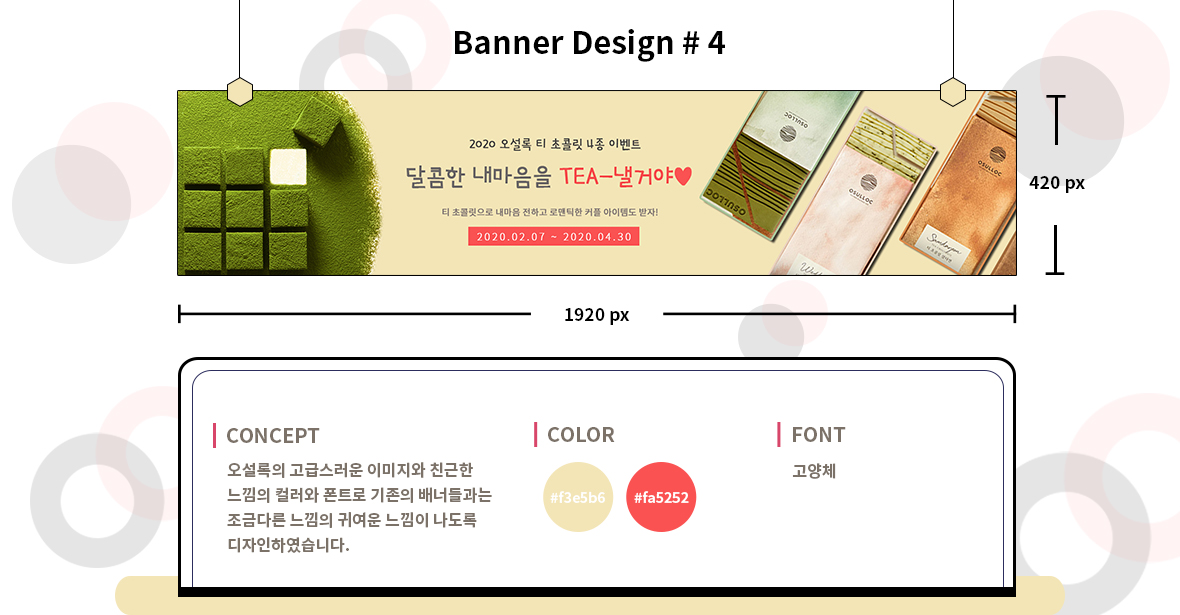 Banner Design # 4
2020 오설록 티 초콜릿 4종 이벤트
달콤한 내마음을 TEA-낼거야♥
티 초콜릿으로 내마음 전하고 로맨틱한 커플 아이템도 받자!
2020.02.07 ~ 2020.04.30
OSULLOC
OSULLOC
OSULLOC
OSULLOC
420 px
1920 px
CONCEPT
오설록의 고급스러운 이미지와 친근한
느낌의 컬러와 폰트로 기존의 배너들과는
조금다른 느낌의 귀여운 느낌이 나도록
디자인하였습니다.
COLOR
#f3e5b6
#fa5252
FONT
고양체